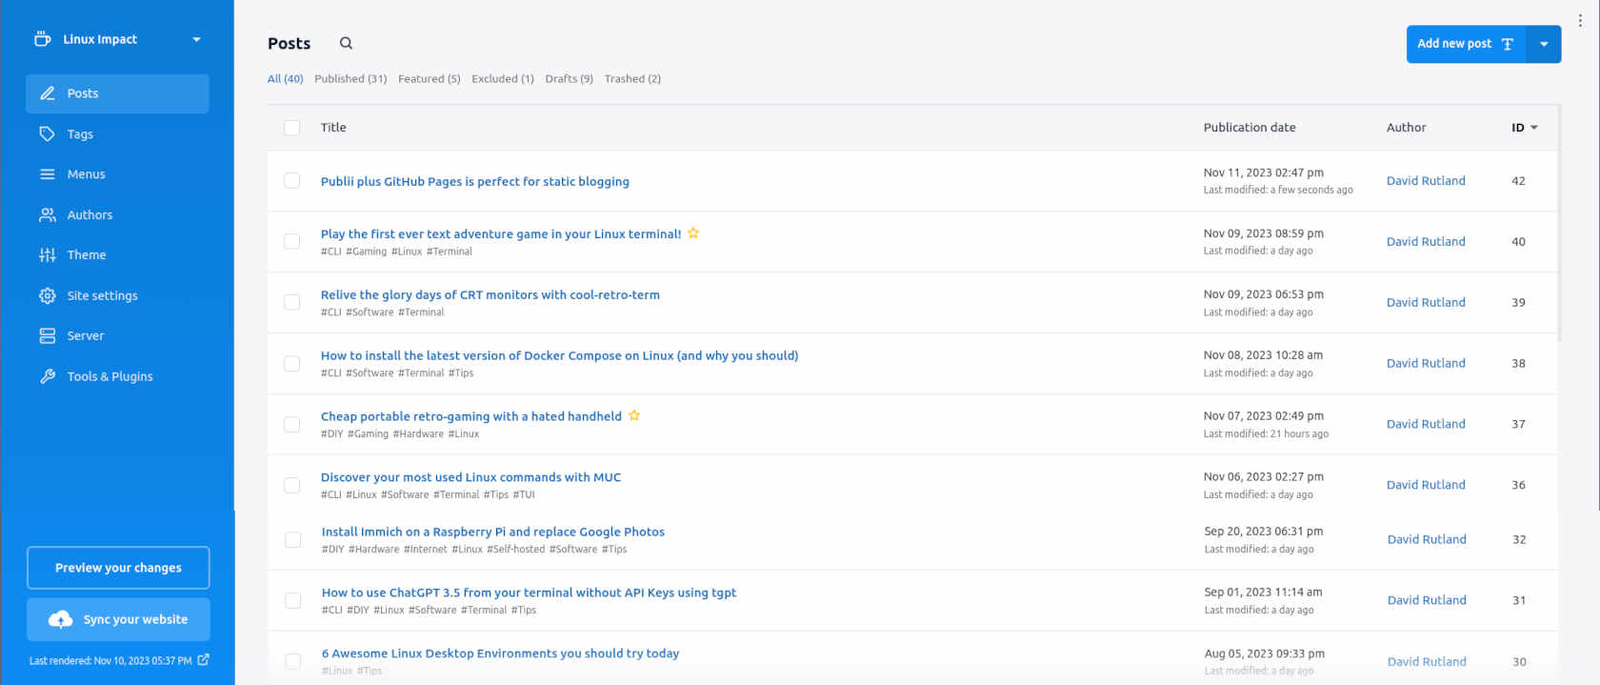 Linux Impact
Posts
Tags
Menus
Authors
Theme
Site settings
Server
Tools & Plugins
Preview your changes
Sync your website
Last rendered: Nov 10, 2023 05:37 PM
Posts
Add new post
All (40) Published (31) Featured (5) Excluded (1) Drafts (9) Trashed (2)
Title Publication date Author ID
Publii plus GitHub Pages is perfect for static blogging Nov 11, 2023 02:47 pm David Rutland 42
Last modified: a few seconds ago
Play the first ever text adventure game in your Linux terminal! Nov 09, 2023 08:59 pm David Rutland 40
#CLI #Gaming #Linux #Terminal Last modified: a day ago
Relive the glory days of CRT monitors with cool-retro-term Nov 09, 2023 06:53 pm David Rutland 39
#CLI #Software #Terminal Last modified: a day ago
How to install the latest version of Docker Compose on Linux (and why you should) Nov 08, 2023 10:28 am David Rutland 38
#CLI #Software #Terminal #Tips Last modified: a day ago
Cheap portable retro-gaming with a hated handheld Nov 07, 2023 02:49 pm David Rutland 37
#DIY #Gaming #Hardware #Linux Last modified: 21 hours ago
Discover your most used Linux commands with MUC Nov 06, 2023 02:27 pm David Rutland 36
#CLI #Linux #Software #Terminal #Tips #TUI Last modified: a day ago
Install Immich on a Raspberry Pi and replace Google Photos Sep 20, 2023 06:31 pm David Rutland 32
#DIY #Hardware #Internet #Linux #Self-hosted #Software #Tips Last modified: a day ago
How to use ChatGPT 3.5 from your terminal without API Keys using tgpt Sep 01, 2023 11:14 am David Rutland 31
#CLI #DIY #Linux #Software #Terminal #Tips Last modified: a day ago
6 Awesome Linux Desktop Environments you should try today Aug 05, 2023 09:33 pm David Rutland 30
#Linux #Tips Last modified: a day ago